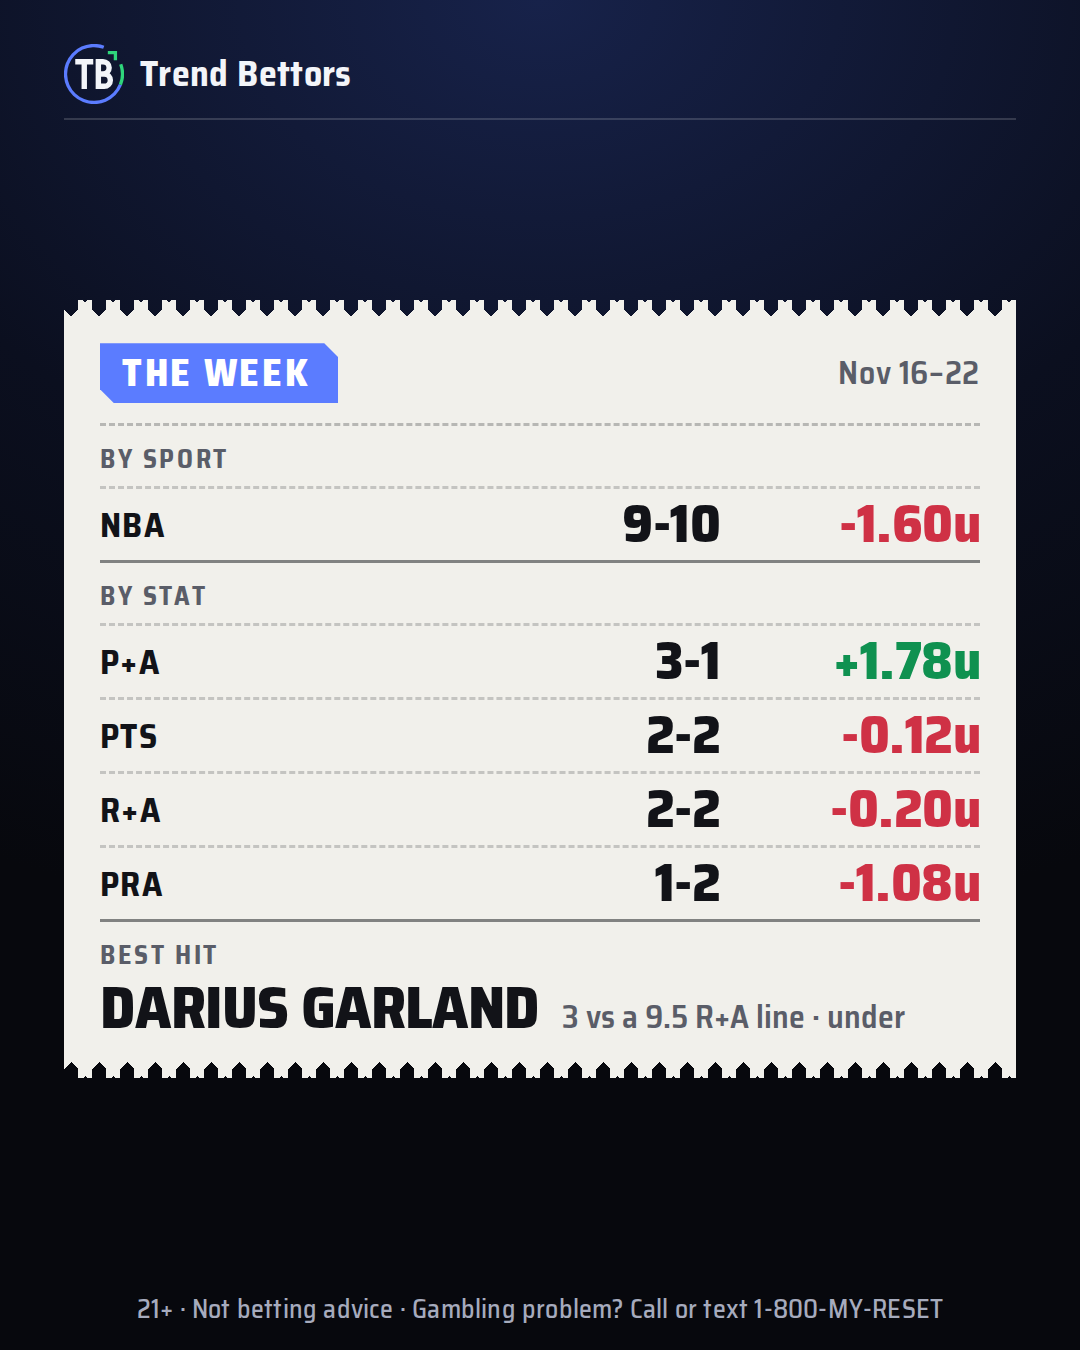 TB Trend Bettors
THE WEEK Nov 16-22
BY SPORT
NBA 9-10 -1.60u
BY STAT
P+A 3-1 +1.78u
PTS 2-2 -0.12u
R+A 2-2 -0.20u
PRA 1-2 -1.08u
BEST HIT
DARIUS GARLAND 3 vs a 9.5 R+A line · under
21+ · Not betting advice · Gambling problem? Call or text 1-800-MY-RESET